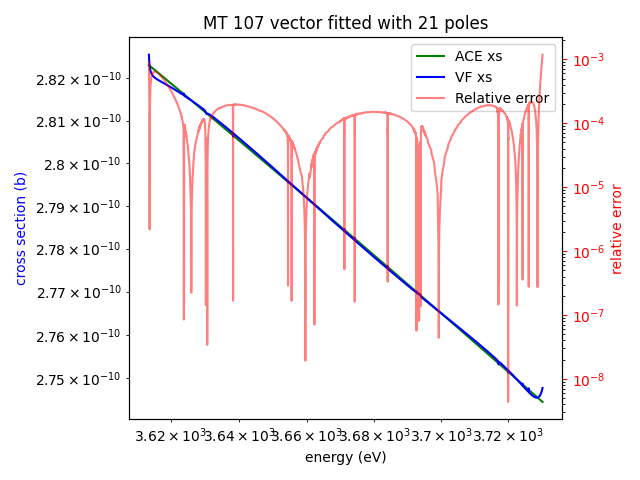 MT 107 vector fitted with 21 poles
ACE xs
VF xs
Relative error
cross section (b)
2.82 × 10⁻¹⁰
2.81 × 10⁻¹⁰
2.8 × 10⁻¹⁰
2.79 × 10⁻¹⁰
2.78 × 10⁻¹⁰
2.77 × 10⁻¹⁰
2.76 × 10⁻¹⁰
2.75 × 10⁻¹⁰
10⁻³
10⁻⁴
10⁻⁵
10⁻⁶
10⁻⁷
10⁻⁸
relative error
3.62 × 10³ 3.64 × 10³ 3.66 × 10³ 3.68 × 10³ 3.7 × 10³ 3.72 × 10³
energy (eV)